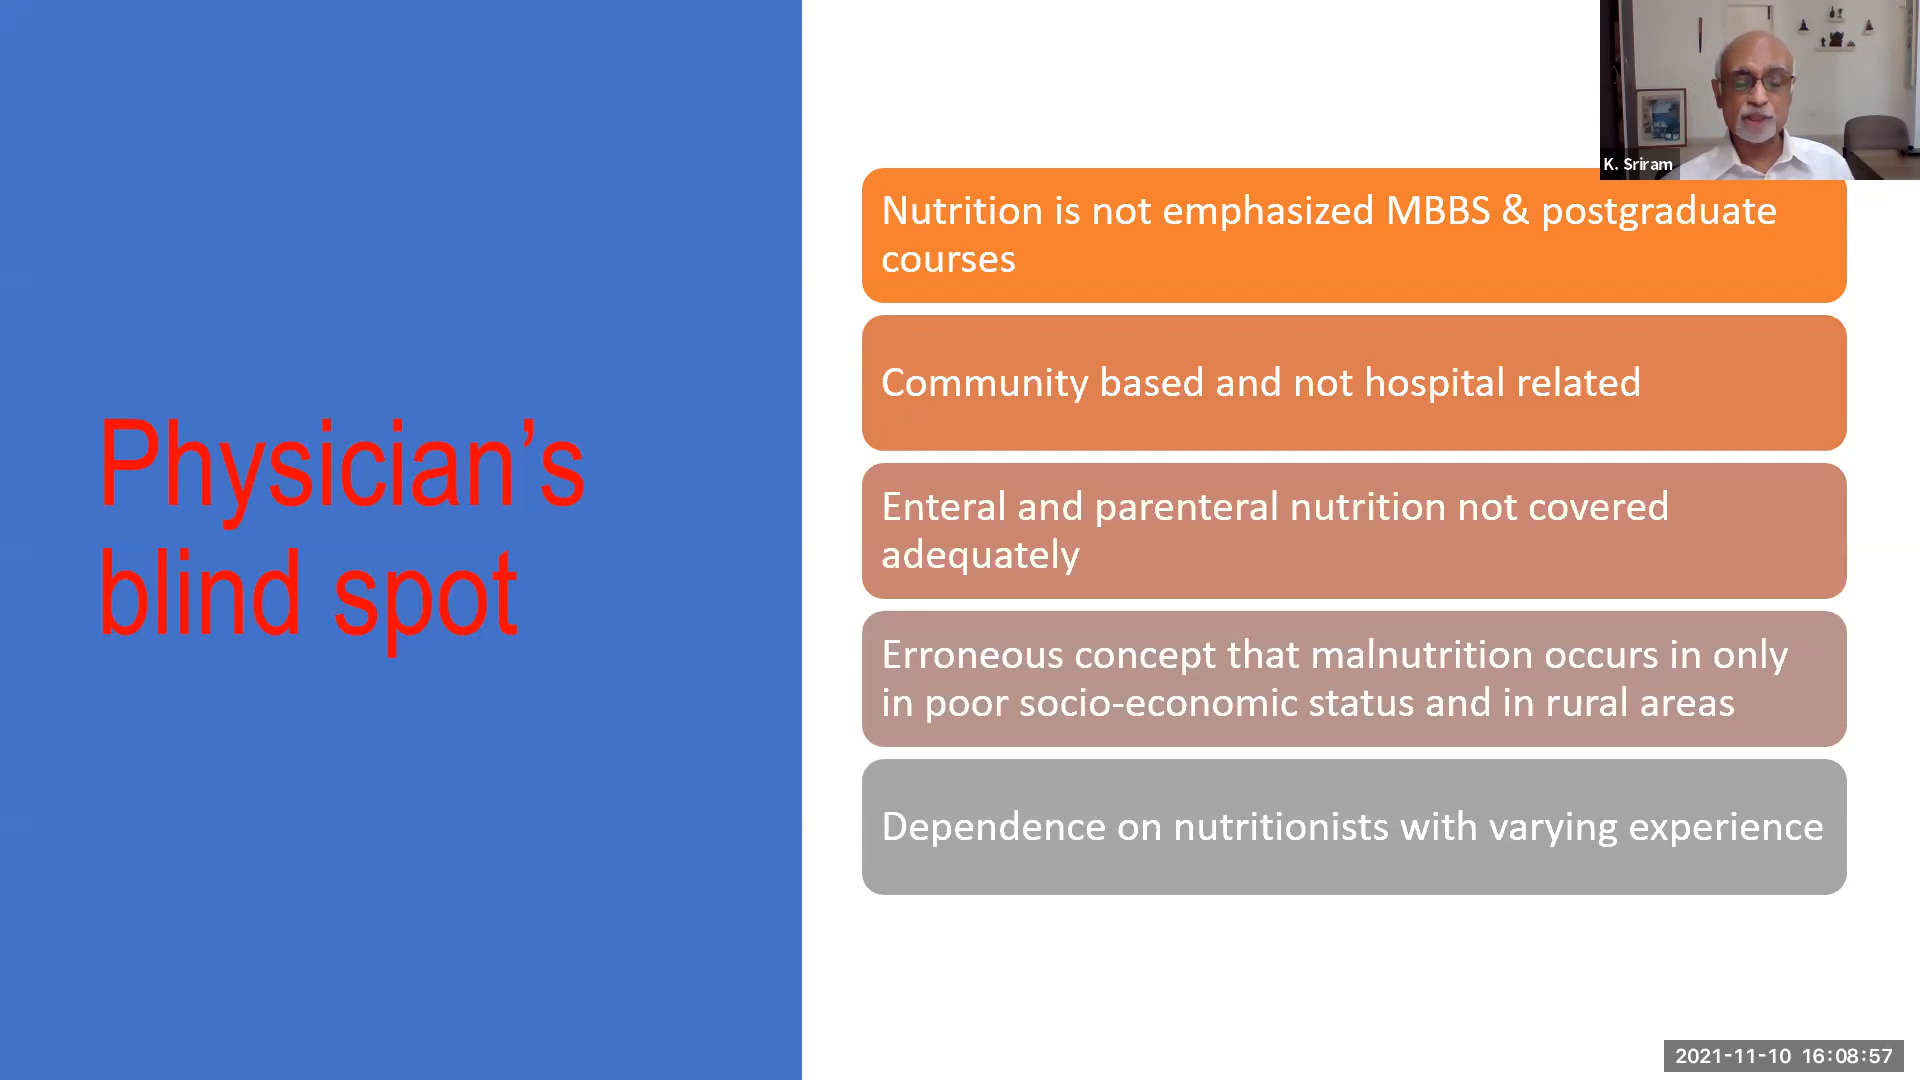 K. Sriram
Physician’s
blind spot
Nutrition is not emphasized MBBS & postgraduate
courses
Community based and not hospital related
Enteral and parenteral nutrition not covered
adequately
Erroneous concept that malnutrition occurs in only
in poor socio-economic status and in rural areas
Dependence on nutritionists with varying experience
2021-11-10 16:08:57